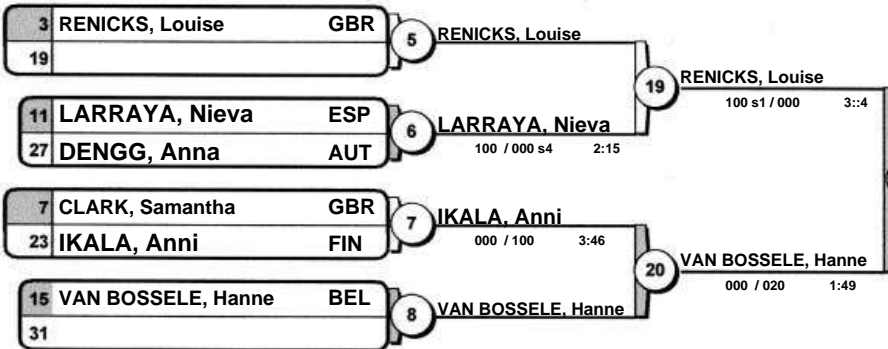 3 RENICKS, Louise GBR
19
5
RENICKS, Louise
11 LARRAYA, Nieva ESP
27 DENGG, Anna AUT
6
LARRAYA, Nieva
100 / 000 s4 2:15
19
RENICKS, Louise
100 s1 / 000 3::4
7 CLARK, Samantha GBR
23 IKALA, Anni FIN
7
IKALA, Anni
000 / 100 3:46
15 VAN BOSSELE, Hanne BEL
31
8
VAN BOSSELE, Hanne
20
VAN BOSSELE, Hanne
000 / 020 1:49